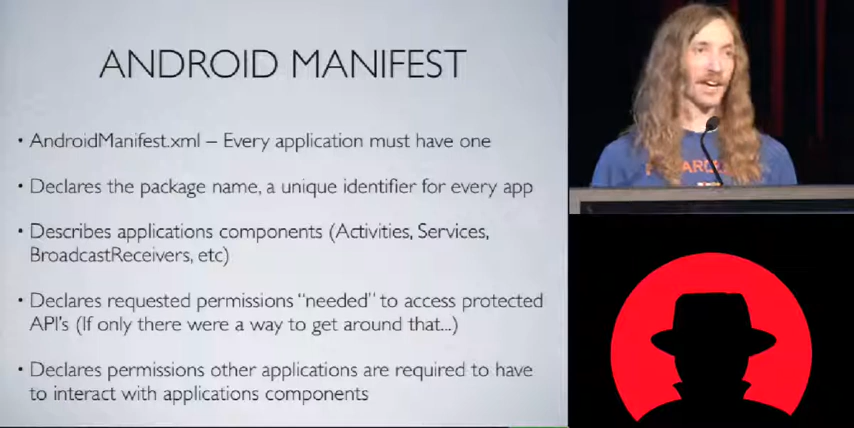 ANDROID MANIFEST
• AndroidManifest.xml – Every application must have one
• Declares the package name, a unique identifier for every app
• Describes applications components (Activities, Services,
BroadcastReceivers, etc)
• Declares requested permissions "needed" to access protected
API's (If only there were a way to get around that...)
• Declares permissions other applications are required to have
to interact with applications components